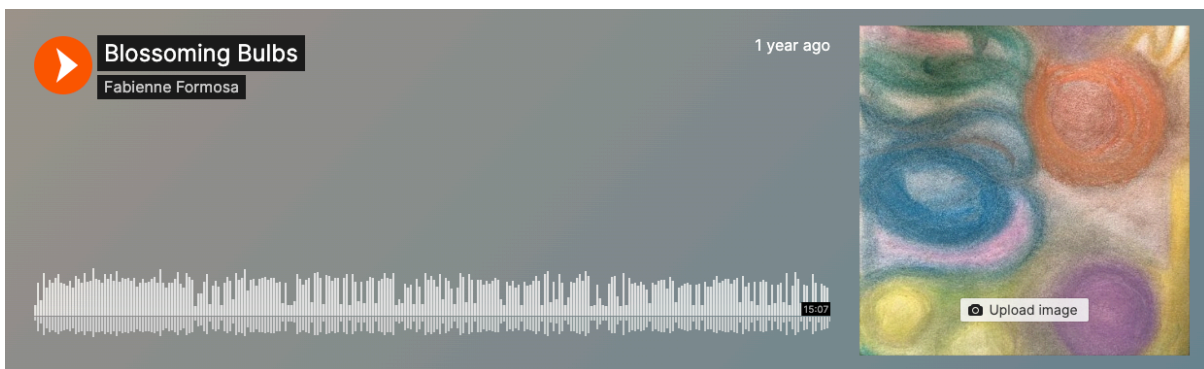 Blossoming Bulbs
1 year ago
Fabienne Formosa
15:07
Upload image